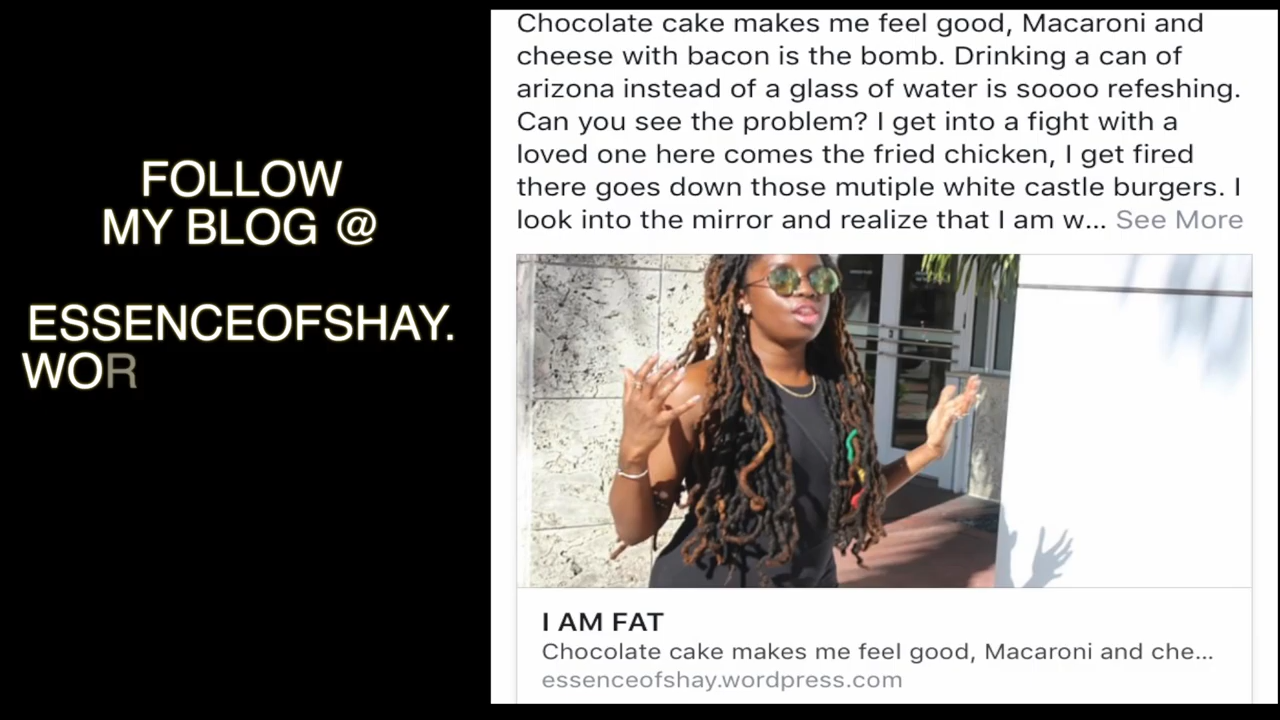 FOLLOW
MY BLOG @
ESSENCEOFSHAY.
WOR
Chocolate cake makes me feel good, Macaroni and
cheese with bacon is the bomb. Drinking a can of
arizona instead of a glass of water is soooo refeshing.
Can you see the problem? I get into a fight with a
loved one here comes the fried chicken, I get fired
there goes down those mutiple white castle burgers. I
look into the mirror and realize that I am w... See More
I AM FAT
Chocolate cake makes me feel good, Macaroni and che...
essenceofshay.wordpress.com